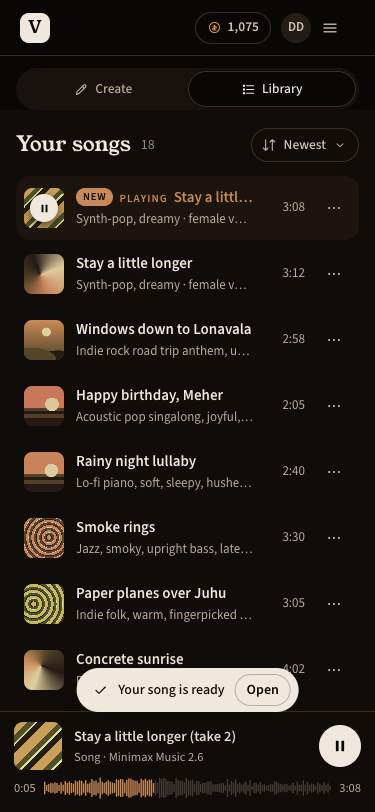 V
1,075
DD
Create
Library
Your songs 18
Newest
NEW PLAYING Stay a littl...
Synth-pop, dreamy · female v...
3:08
Stay a little longer
Synth-pop, dreamy · female v...
3:12
Windows down to Lonavala
Indie rock road trip anthem, u...
2:58
Happy birthday, Meher
Acoustic pop singalong, joyful,...
2:05
Rainy night lullaby
Lo-fi piano, soft, sleepy, hushe...
2:40
Smoke rings
Jazz, smoky, upright bass, late...
3:30
Paper planes over Juhu
Indie folk, warm, fingerpicked ...
3:05
Concrete sunrise
4:02
Your song is ready
Open
Stay a little longer (take 2)
Song · Minimax Music 2.6
0:05
3:08